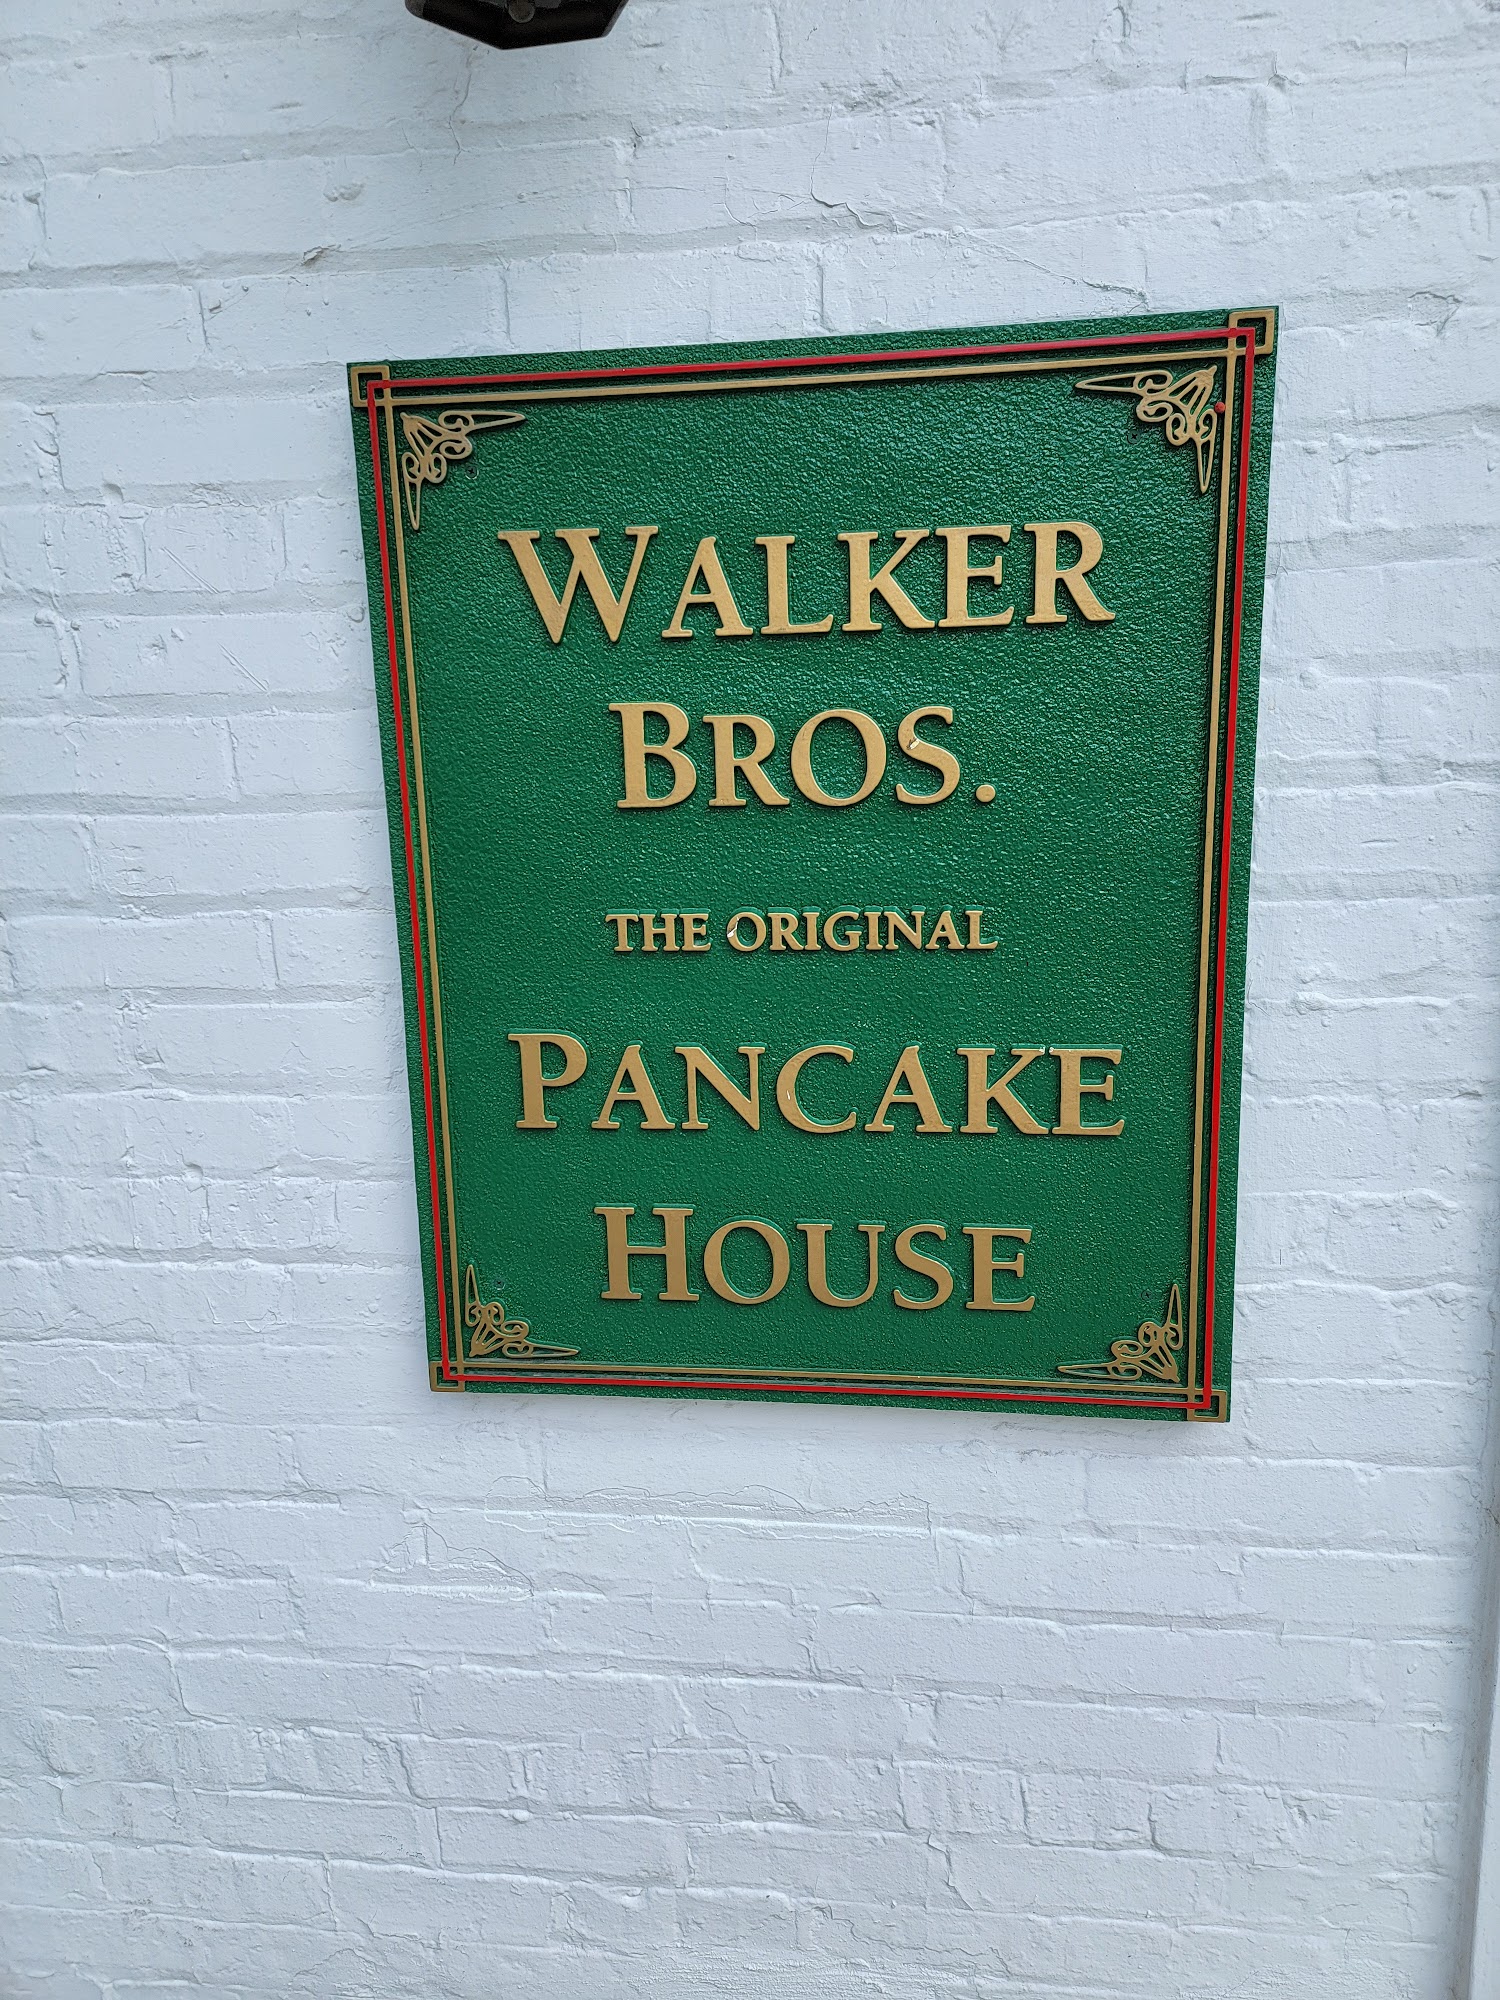 WALKER
BROS.
THE ORIGINAL
PANCAKE
HOUSE